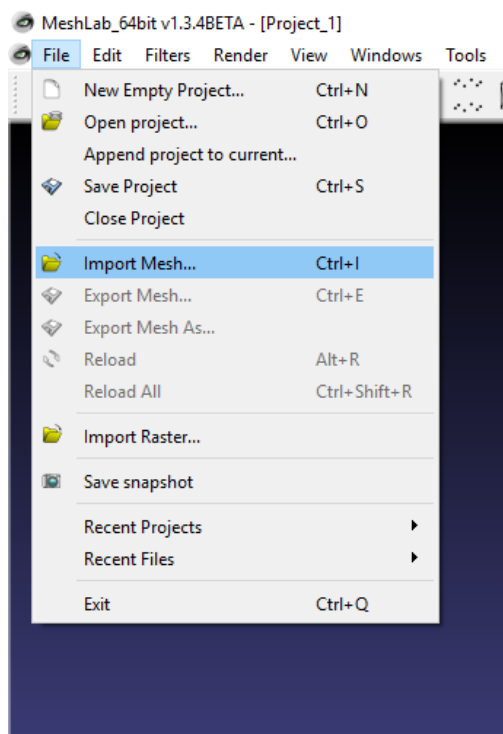 MeshLab_64bit v1.3.4BETA - [Project_1]
File Edit Filters Render View Windows Tools
New Empty Project... Ctrl+N
Open project... Ctrl+O
Append project to current...
Save Project Ctrl+S
Close Project
Import Mesh... Ctrl+I
Export Mesh... Ctrl+E
Export Mesh As...
Reload Alt+R
Reload All Ctrl+Shift+R
Import Raster...
Save snapshot
Recent Projects
Recent Files
Exit Ctrl+Q